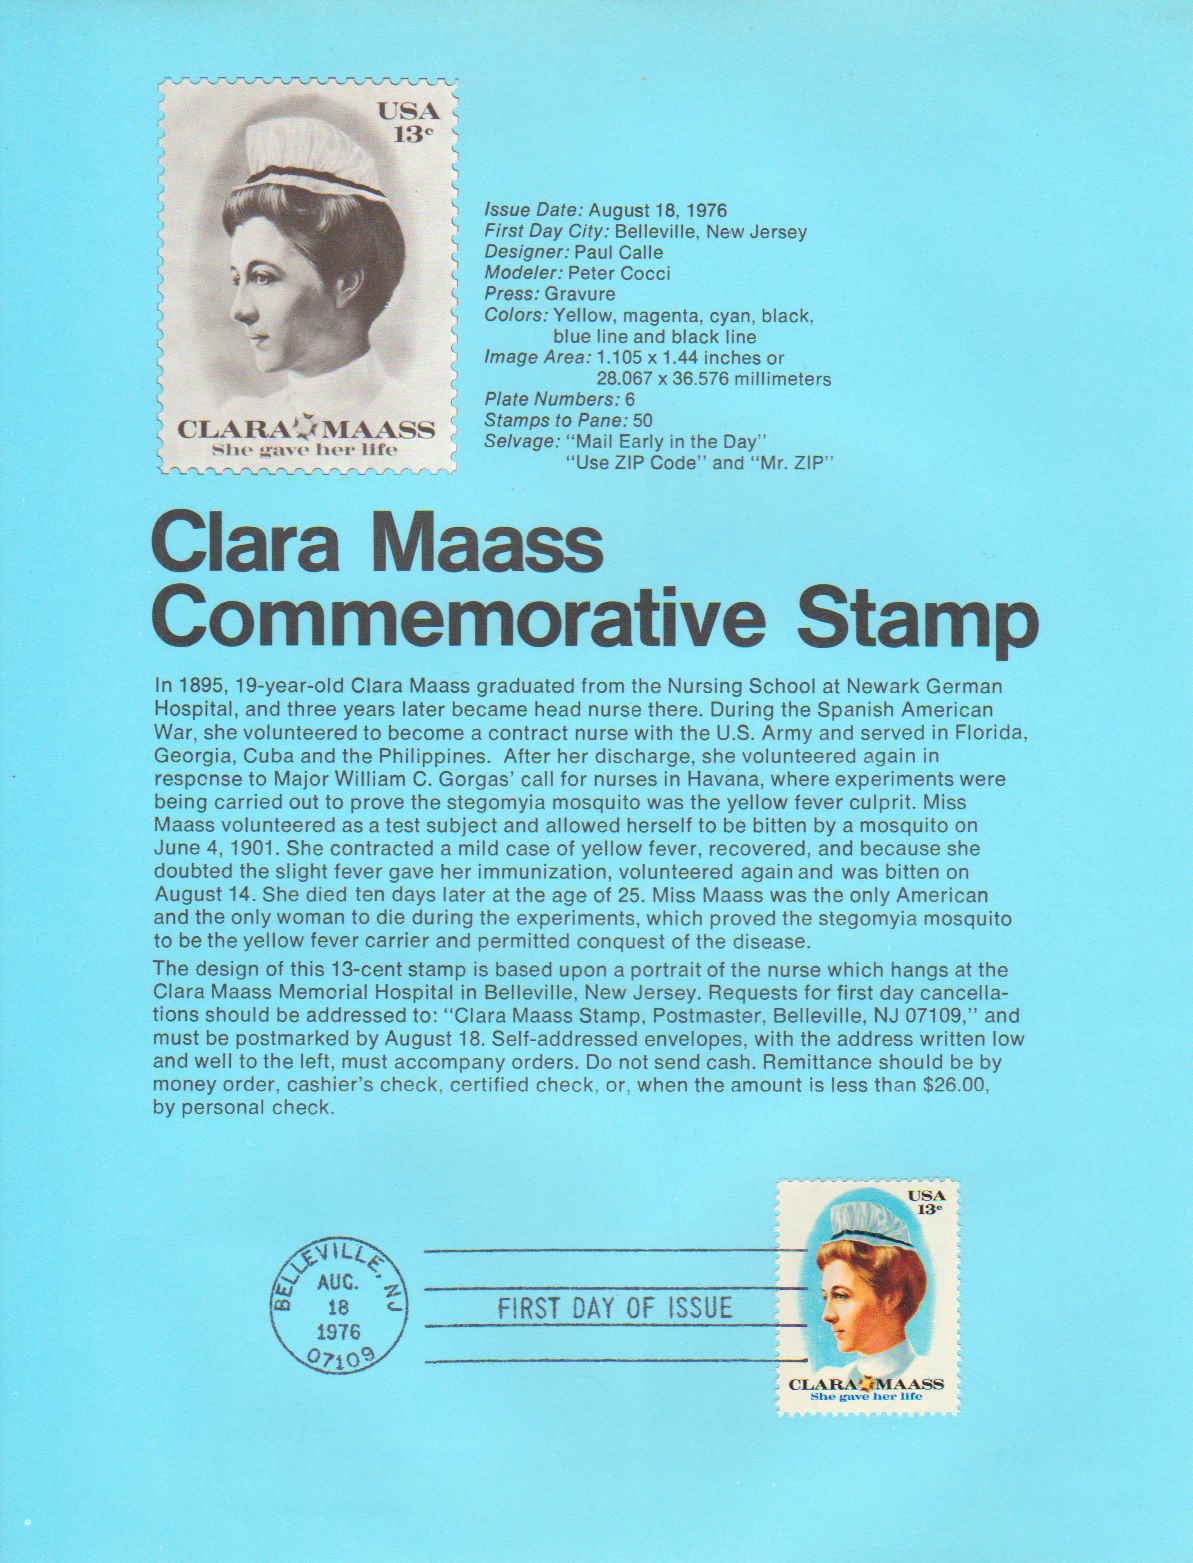 USA
13c
CLARA MAASS
She gave her life
Issue Date: August 18, 1976
First Day City: Belleville, New Jersey
Designer: Paul Calle
Modeler: Peter Cocci
Press: Gravure
Colors: Yellow, magenta, cyan, black,
blue line and black line
Image Area: 1.105 x 1.44 inches or
28.067 x 36.576 millimeters
Plate Numbers: 6
Stamps to Pane: 50
Selvage: “Mail Early in the Day”
“Use ZIP Code” and “Mr. ZIP”
Clara Maass
Commemorative Stamp
In 1895, 19-year-old Clara Maass graduated from the Nursing School at Newark German
Hospital, and three years later became head nurse there. During the Spanish American
War, she volunteered to become a contract nurse with the U.S. Army and served in Florida,
Georgia, Cuba and the Philippines. After her discharge, she volunteered again in
response to Major William C. Gorgas’ call for nurses in Havana, where experiments were
being carried out to prove the stegomyia mosquito was the yellow fever culprit. Miss
Maass volunteered as a test subject and allowed herself to be bitten by a mosquito on
June 4, 1901. She contracted a mild case of yellow fever, recovered, and because she
doubted the slight fever gave her immunization, volunteered again and was bitten on
August 14. She died ten days later at the age of 25. Miss Maass was the only American
and the only woman to die during the experiments, which proved the stegomyia mosquito
to be the yellow fever carrier and permitted conquest of the disease.
The design of this 13-cent stamp is based upon a portrait of the nurse which hangs at the
Clara Maass Memorial Hospital in Belleville, New Jersey. Requests for first day cancella-
tions should be addressed to: “Clara Maass Stamp, Postmaster, Belleville, NJ 07109,” and
must be postmarked by August 18. Self-addressed envelopes, with the address written low
and well to the left, must accompany orders. Do not send cash. Remittance should be by
money order, cashier’s check, certified check, or, when the amount is less than $26.00,
by personal check.
USA
13c
CLARA MAASS
She gave her life
BELLEVILLE, NJ
AUG.
18
1976
07109
FIRST DAY OF ISSUE